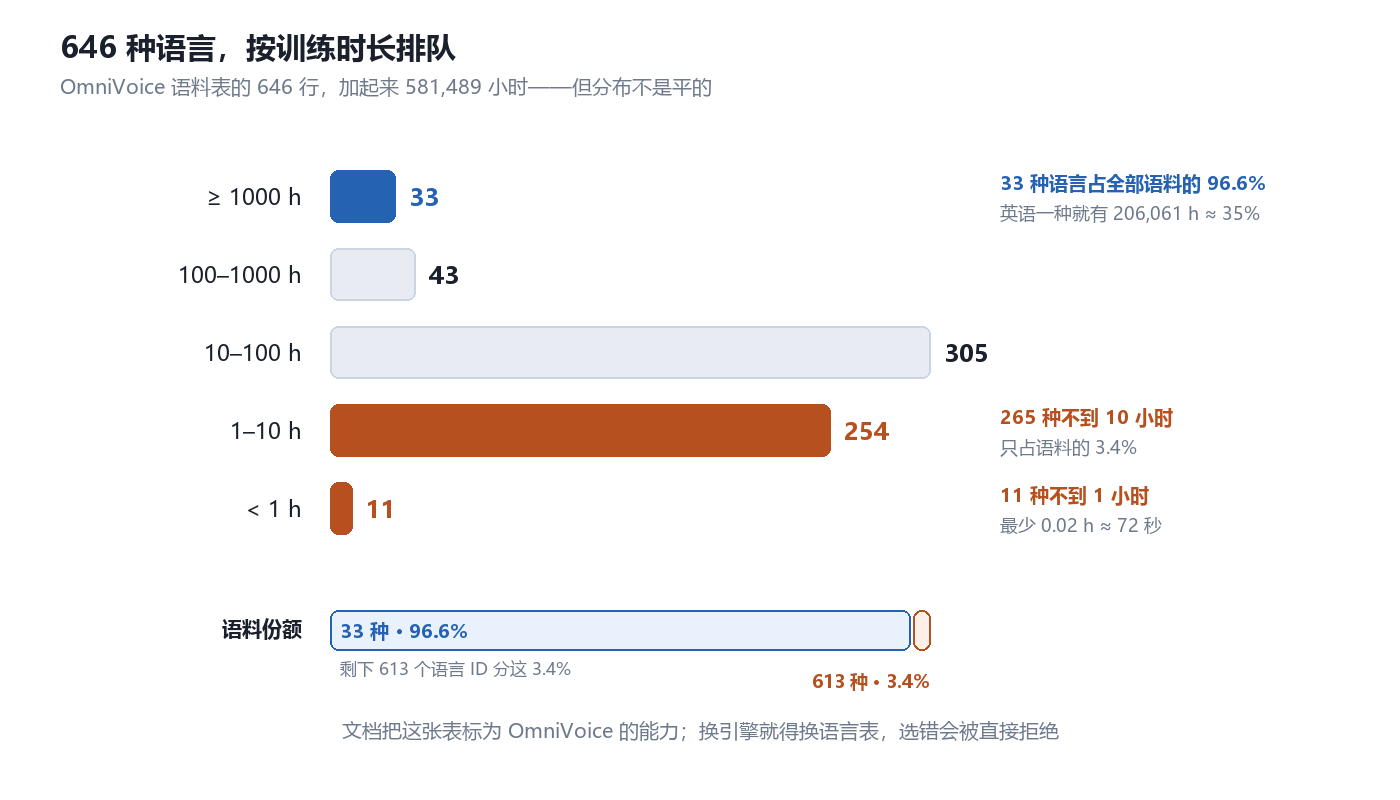 646 种语言，按训练时长排队
OmniVoice 语料表的 646 行，加起来 581,489 小时——但分布不是平的
≥ 1000 h
33
33 种语言占全部语料的 96.6%
英语一种就有 206,061 h ≈ 35%
100–1000 h
43
10–100 h
305
1–10 h
254
265 种不到 10 小时
只占语料的 3.4%
< 1 h
11
11 种不到 1 小时
最少 0.02 h ≈ 72 秒
语料份额
33 种 • 96.6%
剩下 613 个语言 ID 分这 3.4%
613 种 • 3.4%
文档把这张表标为 OmniVoice 的能力；换引擎就得换语言表，选错会被直接拒绝